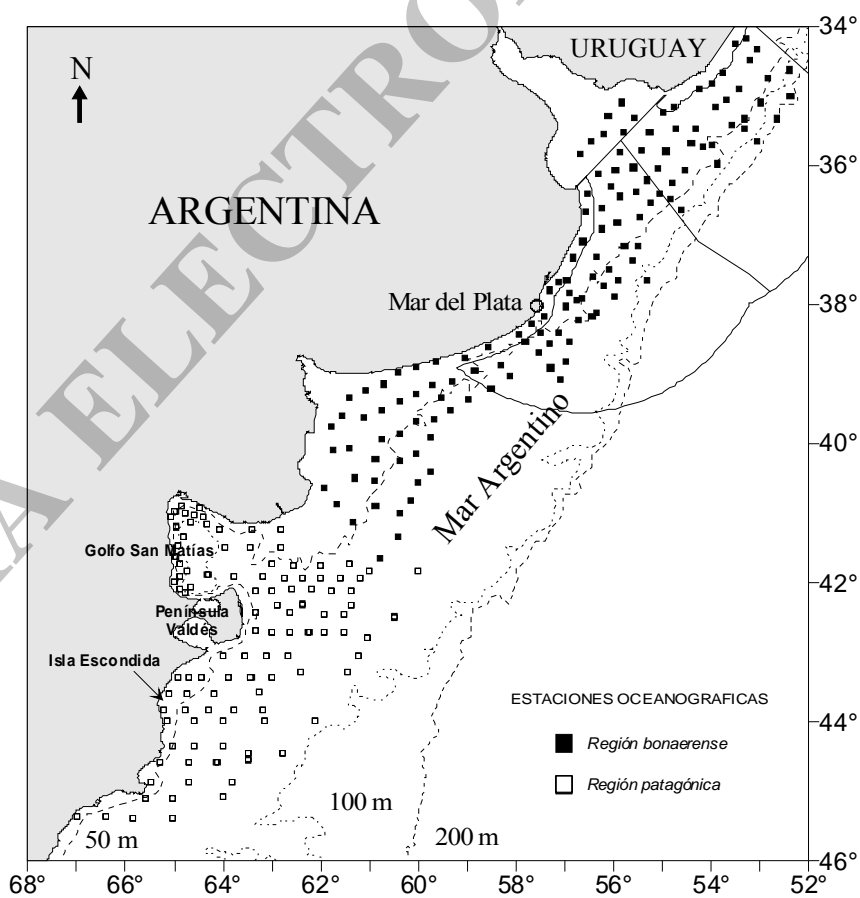 34°
URUGUAY
N
36°
ARGENTINA
Mar del Plata
38°
Mar Argentino
40°
Golfo San Matías
42°
Península
Valdés
Isla Escondida
ESTACIONES OCEANOGRAFICAS
44°
Región bonaerense
Región patagónica
100 m
50 m
200 m
46°
68
66
64
62
60
58
56
54
52
A ELECTRO